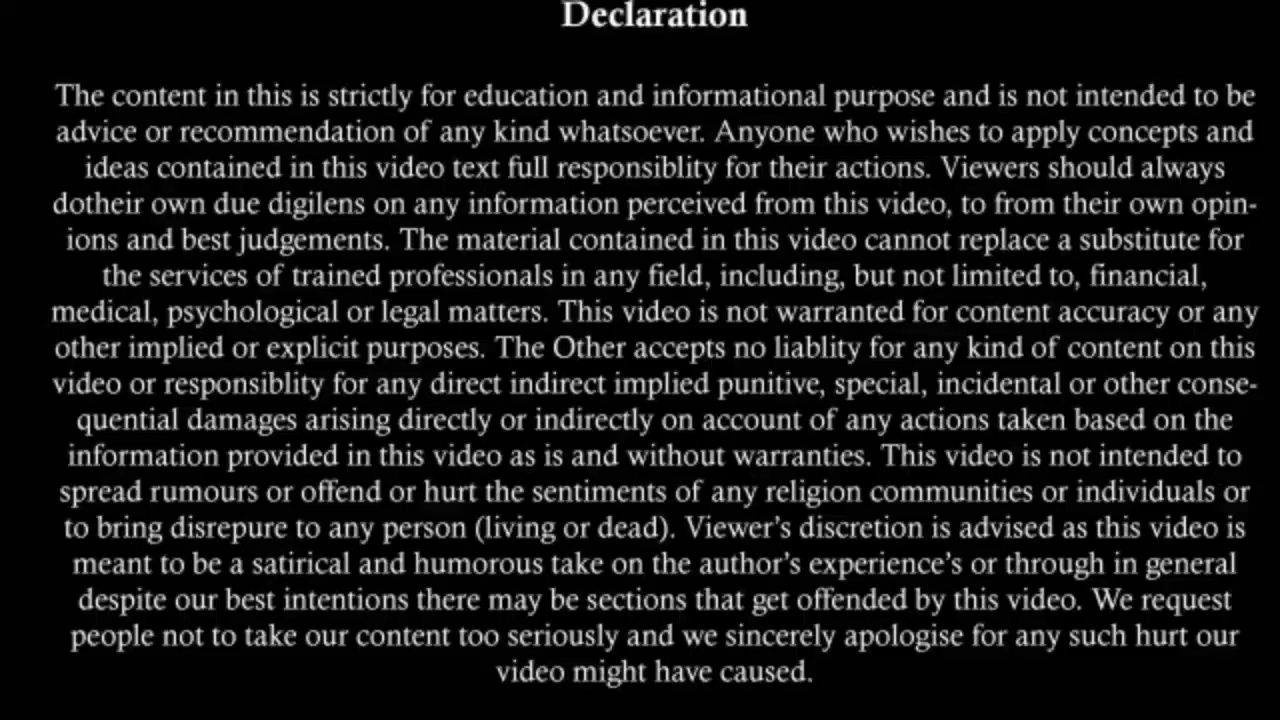 Declaration
The content in this is strictly for education and informational purpose and is not intended to be
advice or recommendation of any kind whatsoever. Anyone who wishes to apply concepts and
ideas contained in this video text full responsiblity for their actions. Viewers should always
dotheir own due digilens on any information perceived from this video, to from their own opin-
ions and best judgements. The material contained in this video cannot replace a substitute for
the services of trained professionals in any field, including, but not limited to, financial,
medical, psychological or legal matters. This video is not warranted for content accuracy or any
other implied or explicit purposes. The Other accepts no liablity for any kind of content on this
video or responsiblity for any direct indirect implied punitive, special, incidental or other conse-
quential damages arising directly or indirectly on account of any actions taken based on the
information provided in this video as is and without warranties. This video is not intended to
spread rumours or offend or hurt the sentiments of any religion communities or individuals or
to bring disrepure to any person (living or dead). Viewer’s discretion is advised as this video is
meant to be a satirical and humorous take on the author’s experience’s or through in general
despite our best intentions there may be sections that get offended by this video. We request
people not to take our content too seriously and we sincerely apologise for any such hurt our
video might have caused.